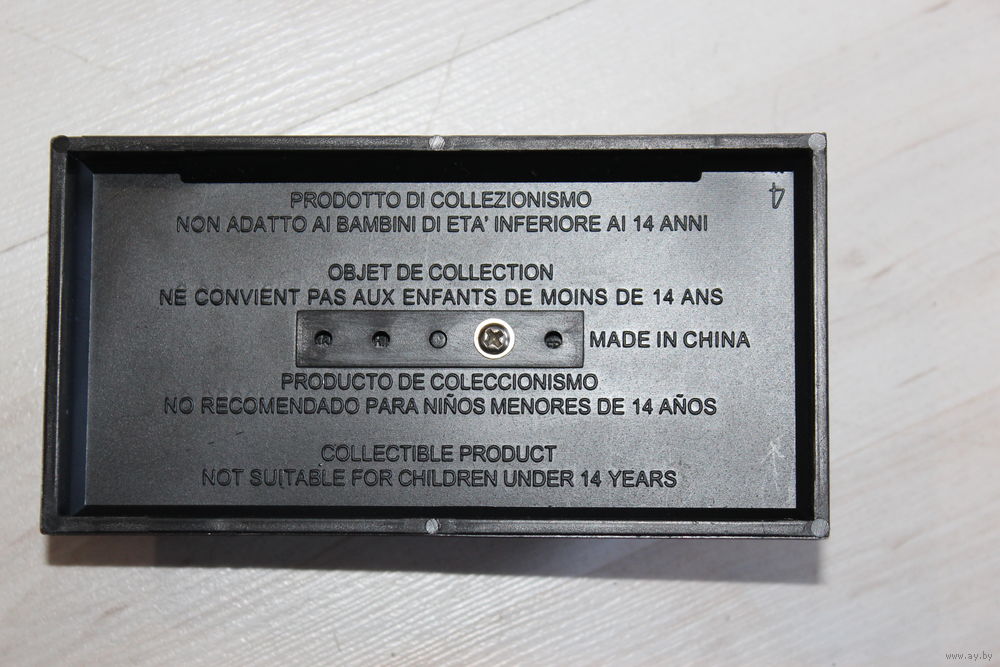 4
PRODOTTO DI COLLEZIONISMO
NON ADATTO AI BAMBINI DI ETA' INFERIORE AI 14 ANNI
OBJET DE COLLECTION
NE CONVIENT PAS AUX ENFANTS DE MOINS DE 14 ANS
MADE IN CHINA
PRODUCTO DE COLECCIONISMO
NO RECOMENDADO PARA NIÑOS MENORES DE 14 AÑOS
COLLECTIBLE PRODUCT
NOT SUITABLE FOR CHILDREN UNDER 14 YEARS
www.ay.by